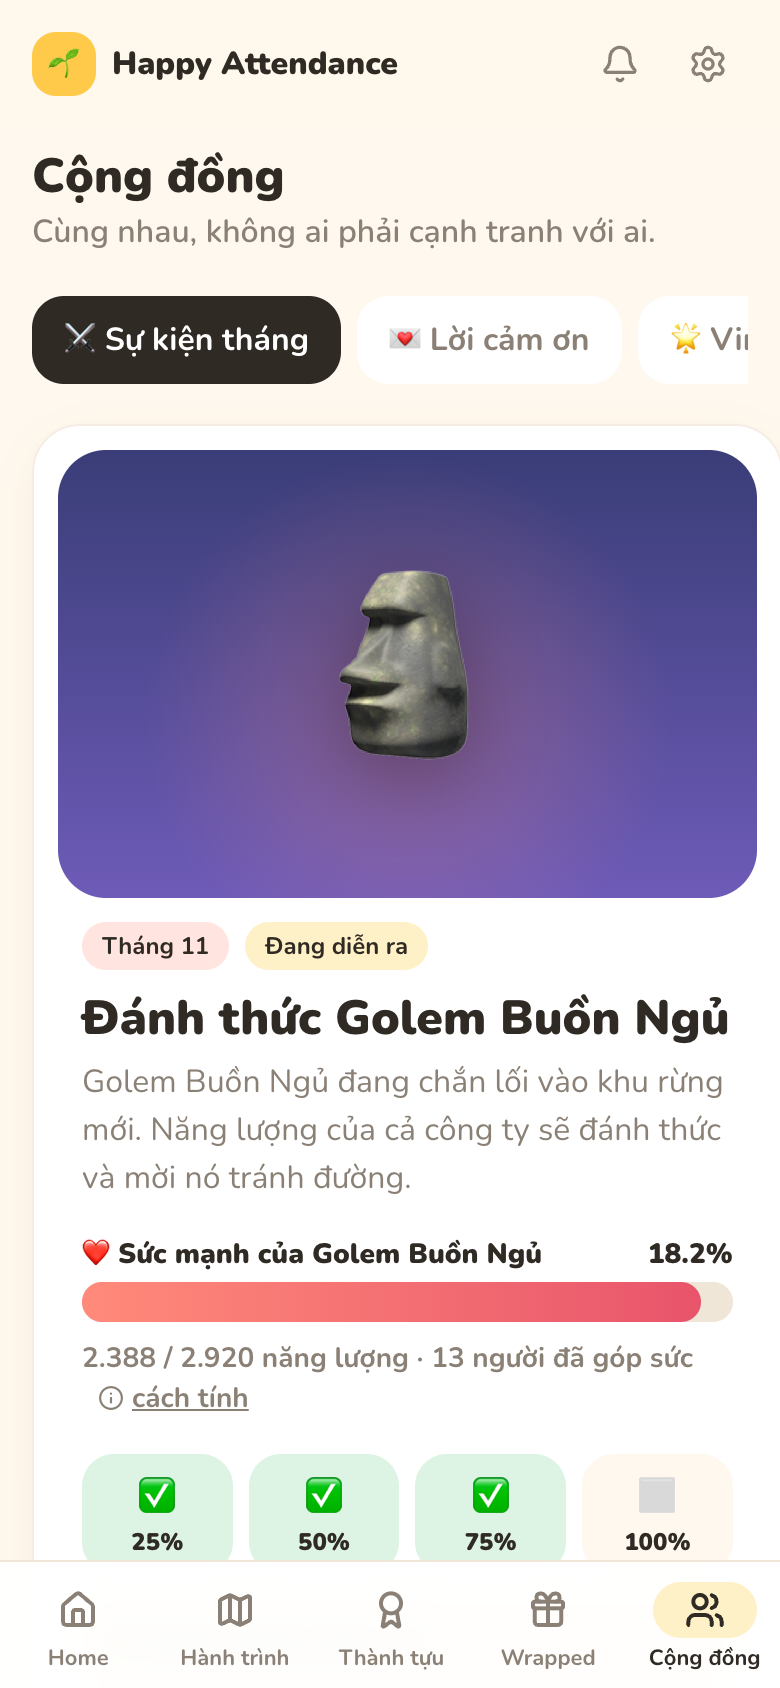 Happy Attendance
Cộng đồng
Cùng nhau, không ai phải cạnh tranh với ai.
Sự kiện tháng
Lời cảm ơn
Tháng 11
Đang diễn ra
Đánh thức Golem Buồn Ngủ
Golem Buồn Ngủ đang chắn lối vào khu rừng
mới. Năng lượng của cả công ty sẽ đánh thức
và mời nó tránh đường.
Sức mạnh của Golem Buồn Ngủ 18.2%
2.388 / 2.920 năng lượng · 13 người đã góp sức
cách tính
25% 50% 75% 100%
Home Hành trình Thành tựu Wrapped Cộng đồng